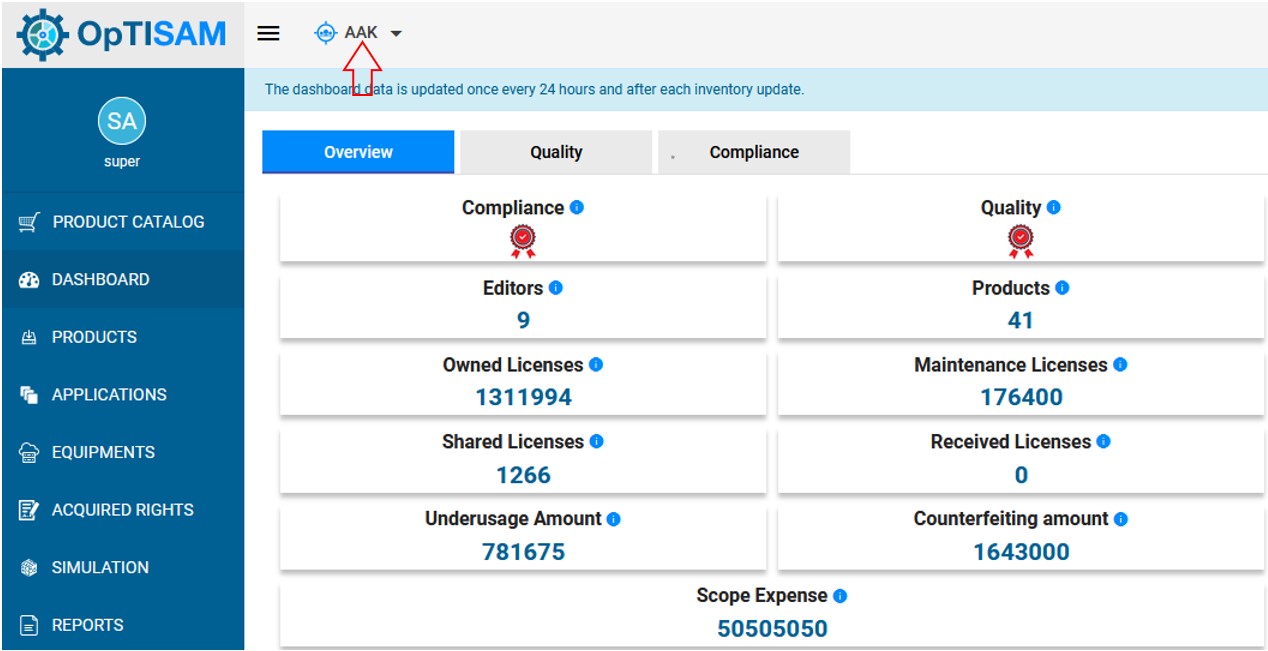 OpTISAM
AAK
The dashboard data is updated once every 24 hours and after each inventory update.
SA
super
Overview
Quality
. Compliance
PRODUCT CATALOG
DASHBOARD
PRODUCTS
APPLICATIONS
EQUIPMENTS
ACQUIRED RIGHTS
SIMULATION
REPORTS
Compliance i
Quality i
Editors i
9
Products i
41
Owned Licenses i
1311994
Maintenance Licenses i
176400
Shared Licenses i
1266
Received Licenses i
0
Underusage Amount i
781675
Counterfeiting amount i
1643000
Scope Expense i
50505050